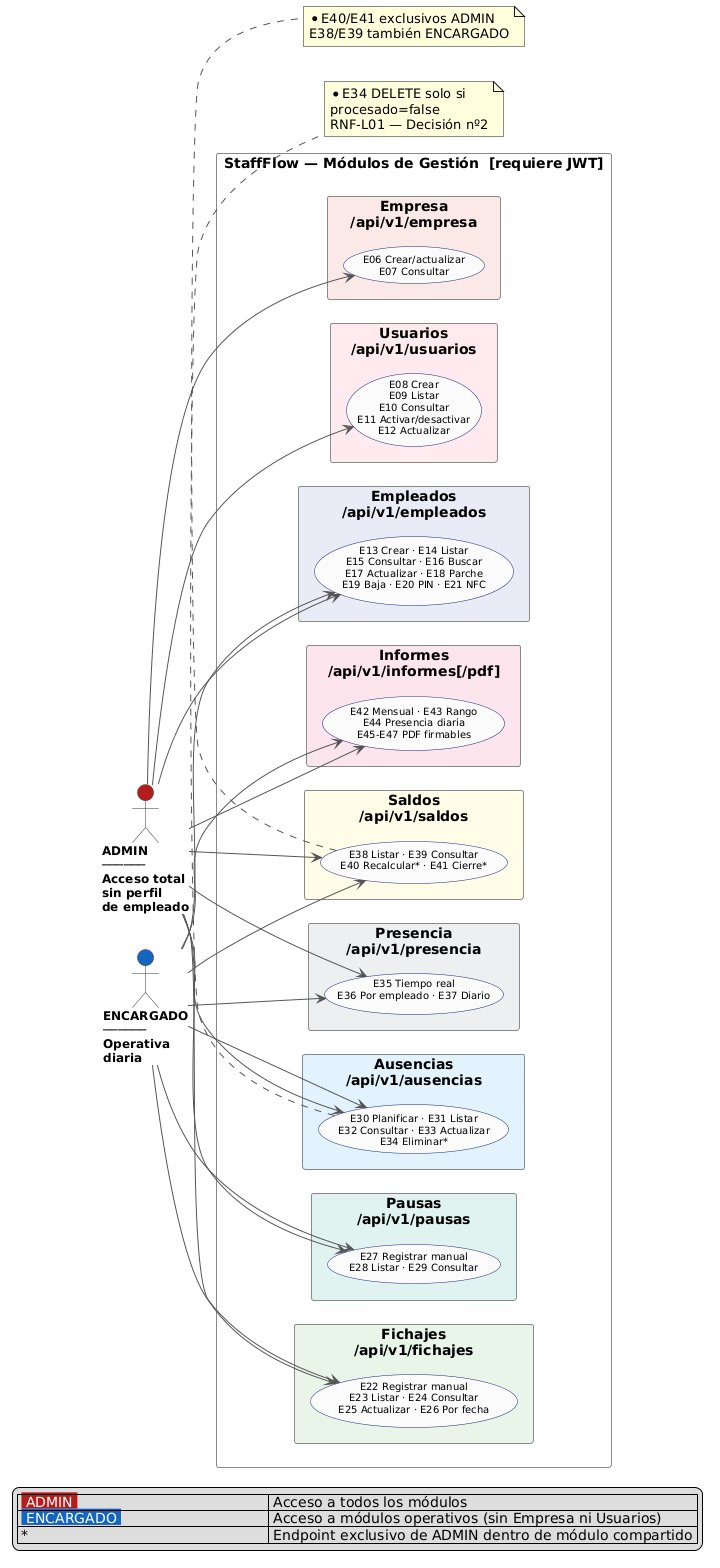 • E40/E41 exclusivos ADMIN
E38/E39 también ENCARGADO
• E34 DELETE solo si
procesado=false
RNF-L01 — Decisión nº2
StaffFlow — Módulos de Gestión  [requiere JWT]
Empresa
/api/v1/empresa
E06 Crear/actualizar
E07 Consultar
Usuarios
/api/v1/usuarios
E08 Crear
E09 Listar
E10 Consultar
E11 Activar/desactivar
E12 Actualizar
Empleados
/api/v1/empleados
E13 Crear · E14 Listar
E15 Consultar · E16 Buscar
E17 Actualizar · E18 Parche
E19 Baja · E20 PIN · E21 NFC
Informes
/api/v1/informes[/pdf]
E42 Mensual · E43 Rango
E44 Presencia diaria
E45-E47 PDF firmables
Saldos
/api/v1/saldos
E38 Listar · E39 Consultar
E40 Recalcular* · E41 Cierre*
ADMIN
Acceso total
sin perfil
de empleado
Presencia
/api/v1/presencia
E35 Tiempo real
E36 Por empleado · E37 Diario
ENCARGADO
Operativa
diaria
Ausencias
/api/v1/ausencias
E30 Planificar · E31 Listar
E32 Consultar · E33 Actualizar
E34 Eliminar*
Pausas
/api/v1/pausas
E27 Registrar manual
E28 Listar · E29 Consultar
Fichajes
/api/v1/fichajes
E22 Registrar manual
E23 Listar · E24 Consultar
E25 Actualizar · E26 Por fecha
ADMIN Acceso a todos los módulos
ENCARGADO Acceso a módulos operativos (sin Empresa ni Usuarios)
* Endpoint exclusivo de ADMIN dentro de módulo compartido